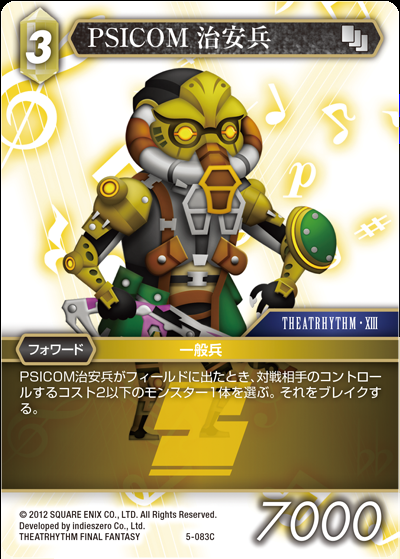 3
PSICOM 治安兵
THEATRHYTHM・XIII
フォワード
一般兵
PSICOM治安兵がフィールドに出たとき、対戦相手のコントロー
ルするコスト2以下のモンスター1体を選ぶ。それをブレイクす
る。
© 2012 SQUARE ENIX CO., LTD. All Rights Reserved.
Developed by indieszero Co., Ltd.
THEATRHYTHM FINAL FANTASY
5-083C
7000